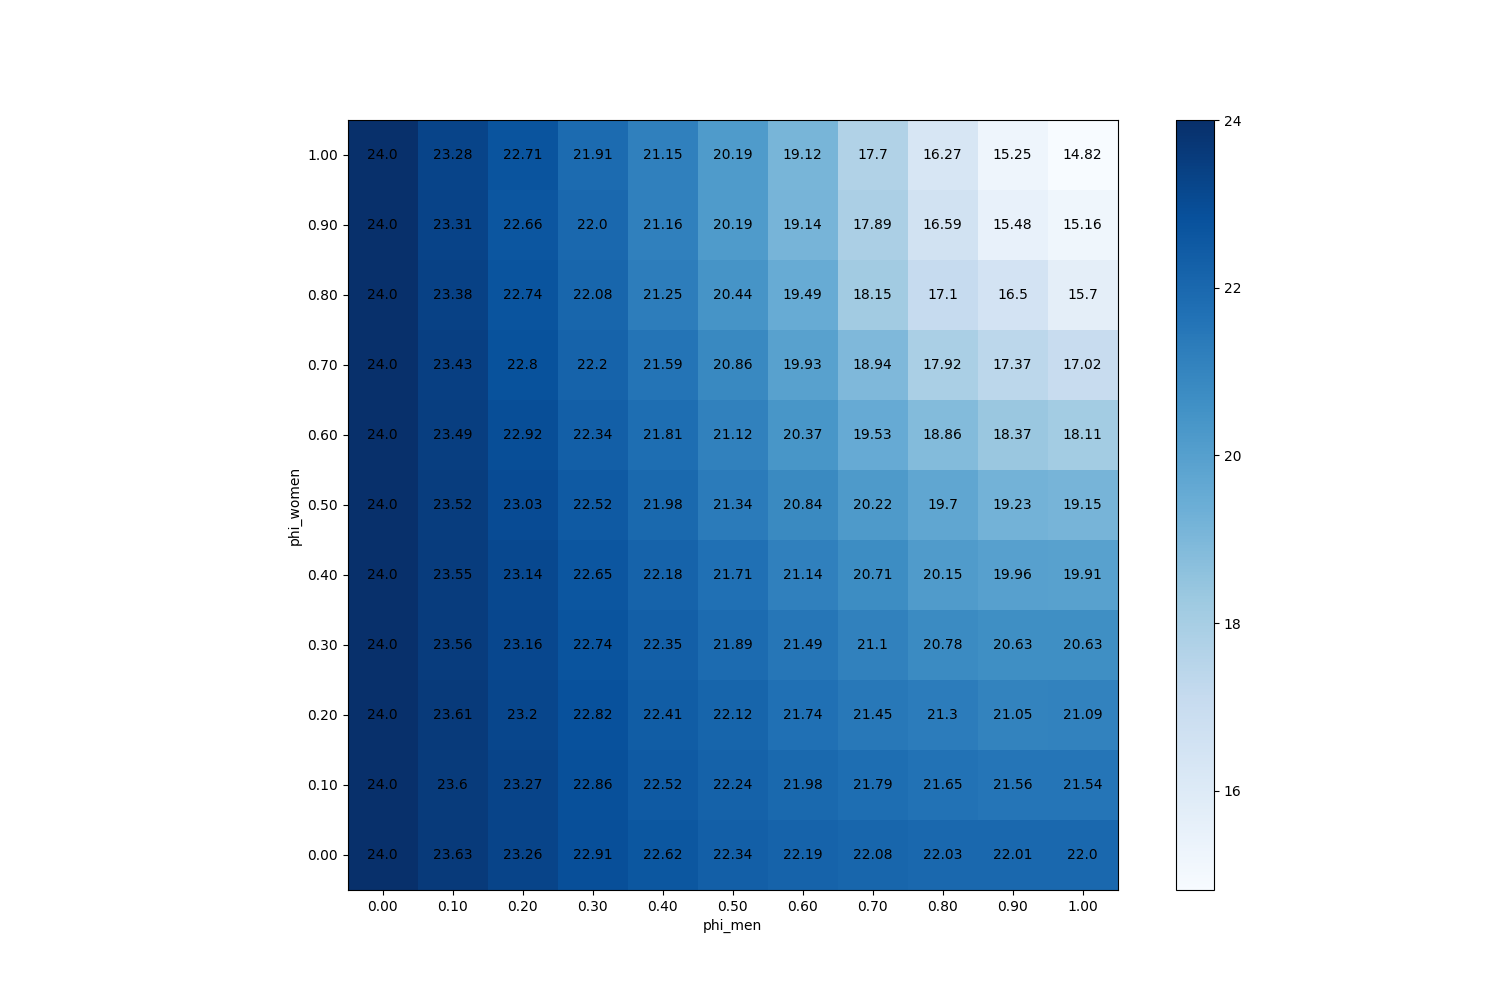 1.00 24.0 23.28 22.71 21.91 21.15 20.19 19.12 17.7 16.27 15.25 14.82
0.90 24.0 23.31 22.66 22.0 21.16 20.19 19.14 17.89 16.59 15.48 15.16
0.80 24.0 23.38 22.74 22.08 21.25 20.44 19.49 18.15 17.1 16.5 15.7
0.70 24.0 23.43 22.8 22.2 21.59 20.86 19.93 18.94 17.92 17.37 17.02
0.60 24.0 23.49 22.92 22.34 21.81 21.12 20.37 19.53 18.86 18.37 18.11
0.50 24.0 23.52 23.03 22.52 21.98 21.34 20.84 20.22 19.7 19.23 19.15
0.40 24.0 23.55 23.14 22.65 22.18 21.71 21.14 20.71 20.15 19.96 19.91
0.30 24.0 23.56 23.16 22.74 22.35 21.89 21.49 21.1 20.78 20.63 20.63
0.20 24.0 23.61 23.2 22.82 22.41 22.12 21.74 21.45 21.3 21.05 21.09
0.10 24.0 23.6 23.27 22.86 22.52 22.24 21.98 21.79 21.65 21.56 21.54
0.00 24.0 23.63 23.26 22.91 22.62 22.34 22.19 22.08 22.03 22.01 22.0
0.00 0.10 0.20 0.30 0.40 0.50 0.60 0.70 0.80 0.90 1.00
phi_men
phi_women
24
22
20
18
16